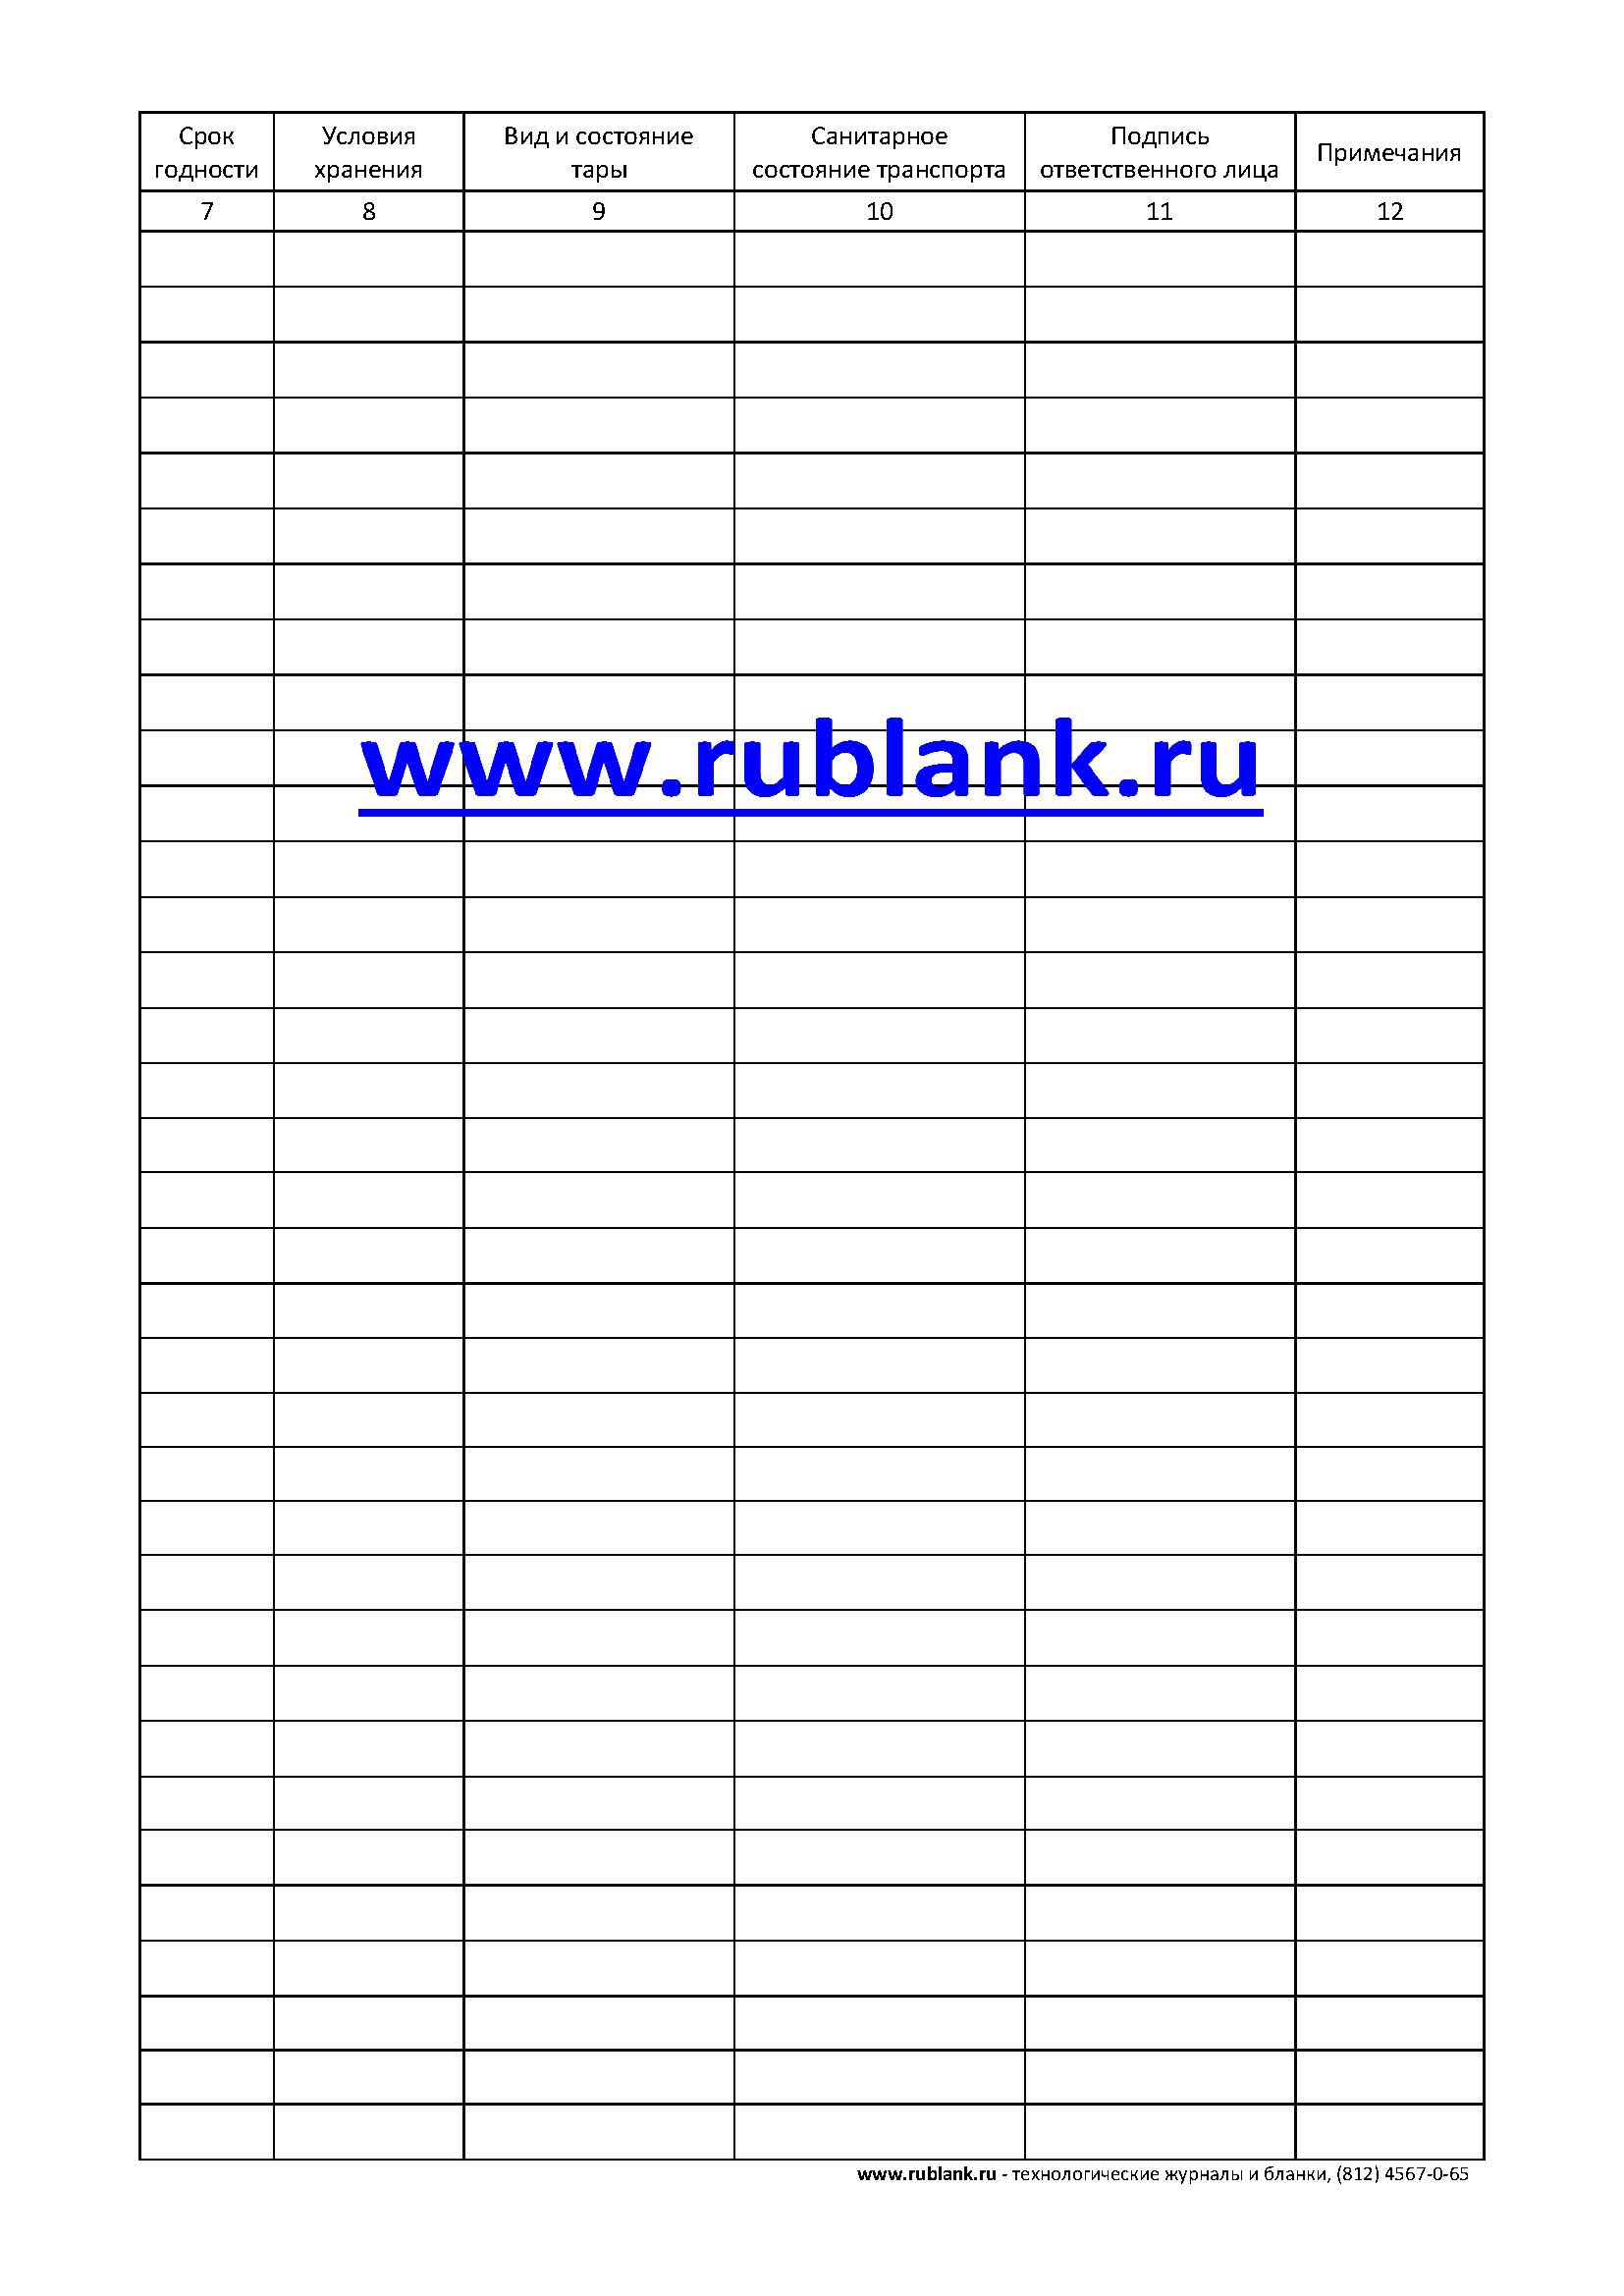 Срок годности Условия хранения Вид и состояние тары Санитарное состояние транспорта Подпись ответственного лица Примечания
7 8 9 10 11 12
www.rublank.ru
www.rublank.ru - технологические журналы и бланки, (812) 4567-0-65